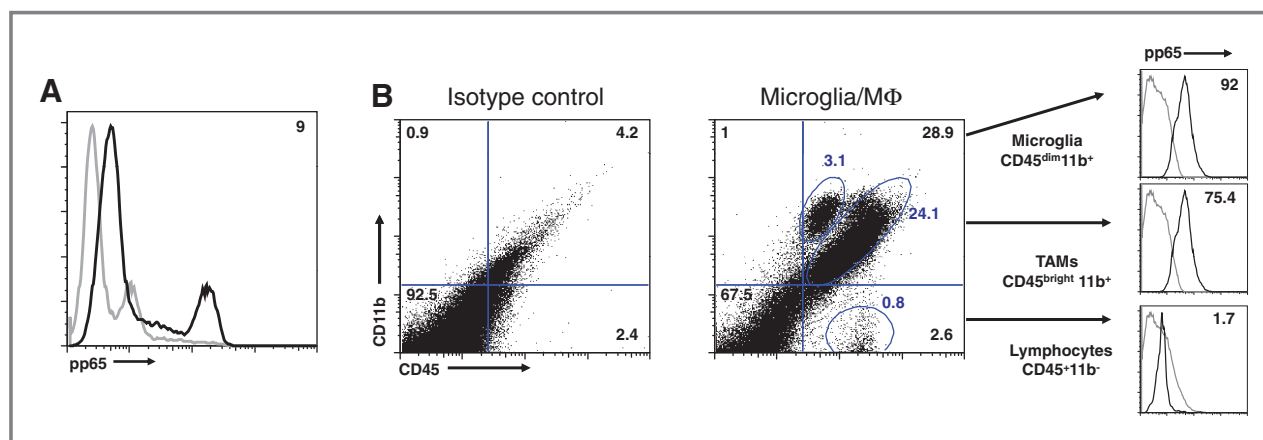 A
9
pp65
B
Isotype control
0.9
4.2
92.5
2.4
CD11b
CD45
Microglia/MΦ
1
28.9
3.1
24.1
67.5
0.8
2.6
Microglia
CD45dim11b+
TAMs
CD45bright 11b+
Lymphocytes
CD45+11b-
pp65
92
75.4
1.7